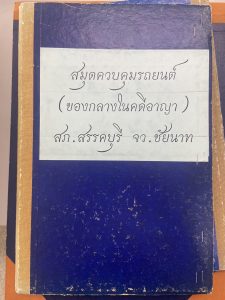 สมุดควบคุมรถยนต์
(ของกลางในคดีอาญา)
สภ.สรรคบุรี จว.ชัยนาท